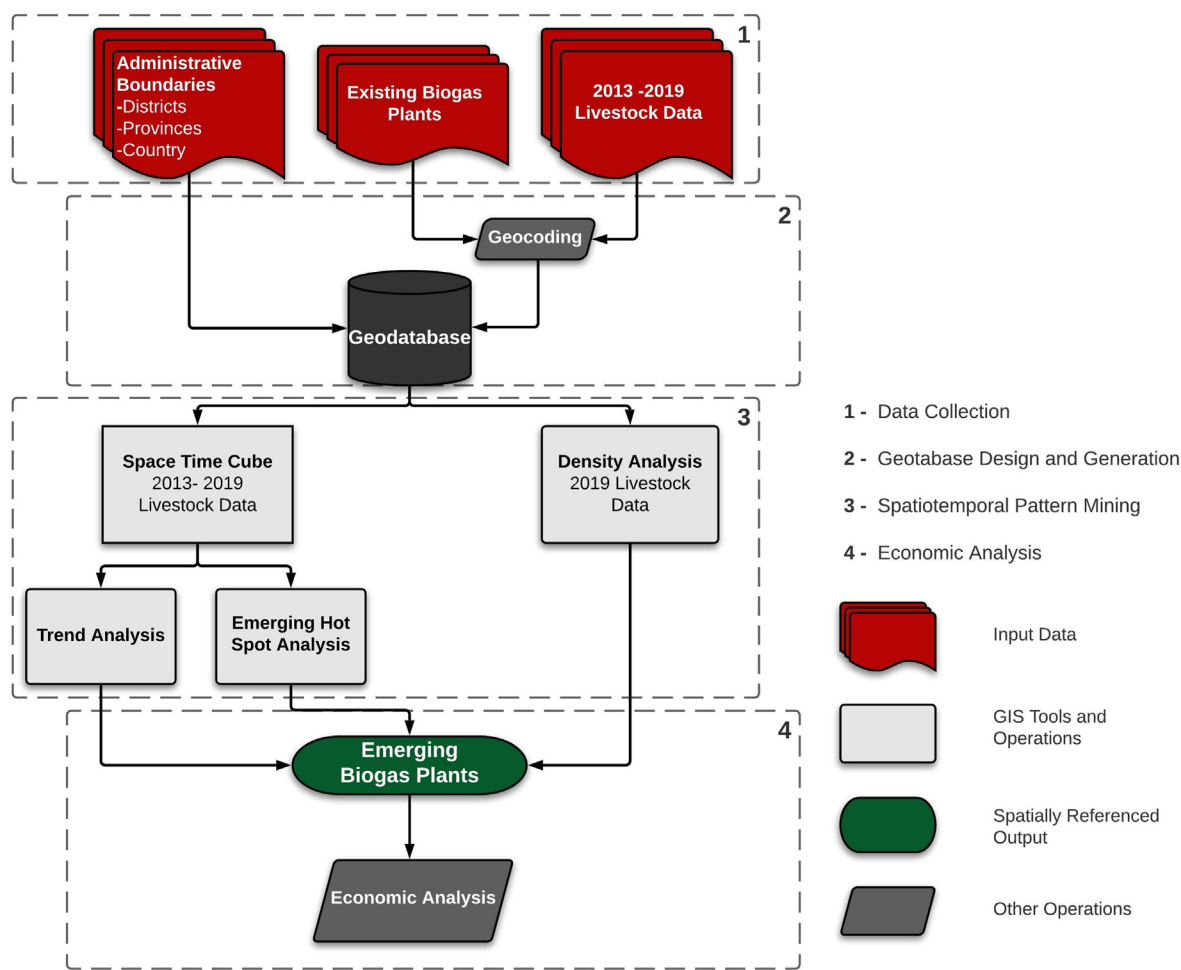 1
Administrative
Boundaries
-Districts
-Provinces
-Country
Existing Biogas
Plants
2013 -2019
Livestock Data
2
Geocoding
Geodatabase
3
Space Time Cube
2013- 2019
Livestock Data
Density Analysis
2019 Livestock
Data
Trend Analysis
Emerging Hot
Spot Analysis
4
Emerging
Biogas Plants
Economic Analysis
1 - Data Collection
2 - Geotabase Design and Generation
3 - Spatiotemporal Pattern Mining
4 - Economic Analysis
Input Data
GIS Tools and
Operations
Spatially Referenced
Output
Other Operations